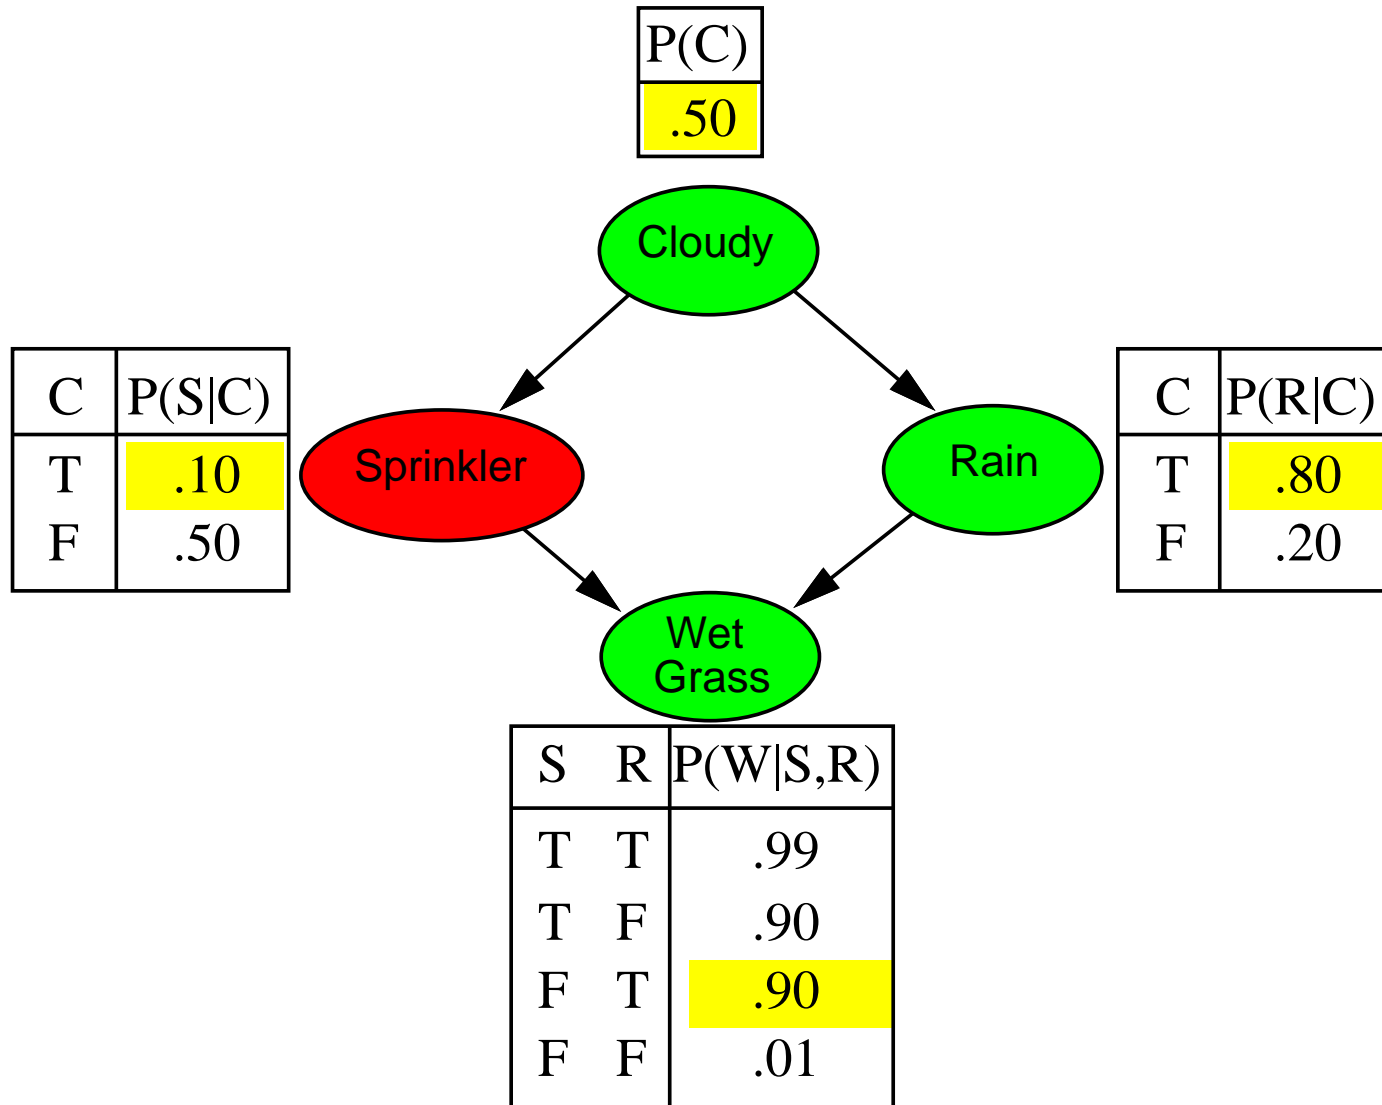 P(C)
.50
Cloudy
C P(S|C)
T .10
F .50
Sprinkler
Rain
C P(R|C)
T .80
F .20
Wet
Grass
S R P(W|S,R)
T T .99
T F .90
F T .90
F F .01